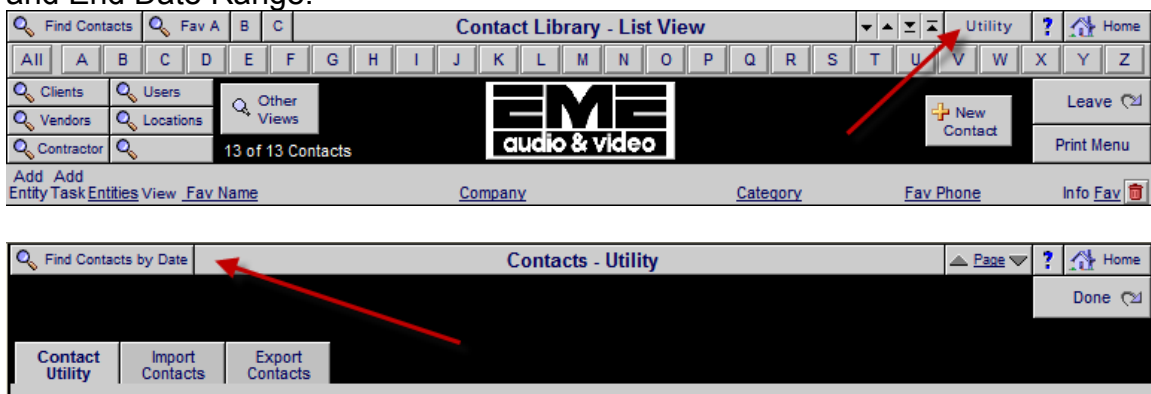 and End Date Range.
Find Contacts Fav A B C Contact Library - List View Utility ? Home
All A B C D E F G H I J K L M N O P Q R S T U V W X Y Z
Clients Users Other Views Leave
Vendors Locations New Contact
Contractor 13 of 13 Contacts EME audio & video Print Menu
Add Add
Entity Task Entities View Fav Name Company Category Fav Phone Info Fav
Find Contacts by Date Contacts - Utility Page ? Home
Done
Contact Import Export
Utility Contacts Contacts